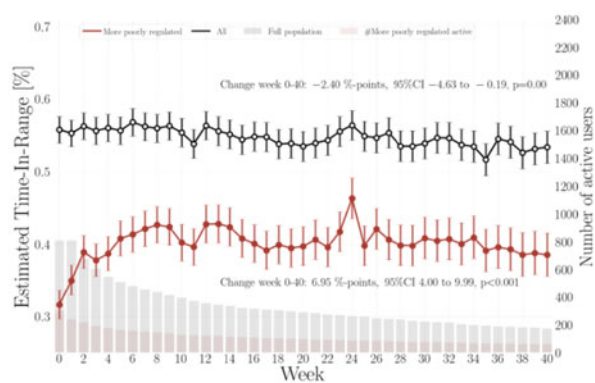 More poorly regulated All Full population #More poorly regulated active
Change week 0-40: −2.40 %-points, 95%CI −4.63 to − 0.19, p=0.00
Change week 0-40: 6.95 %-points, 95%CI 4.00 to 9.99, p<0.001
Estimated Time-In-Range [%]
0.7
0.6
0.5
0.4
0.3
Number of active users
2400
2200
2000
1800
1600
1400
1200
1000
800
600
400
200
0
0 2 4 6 8 10 12 14 16 18 20 22 24 26 28 30 32 34 36 38 40
Week